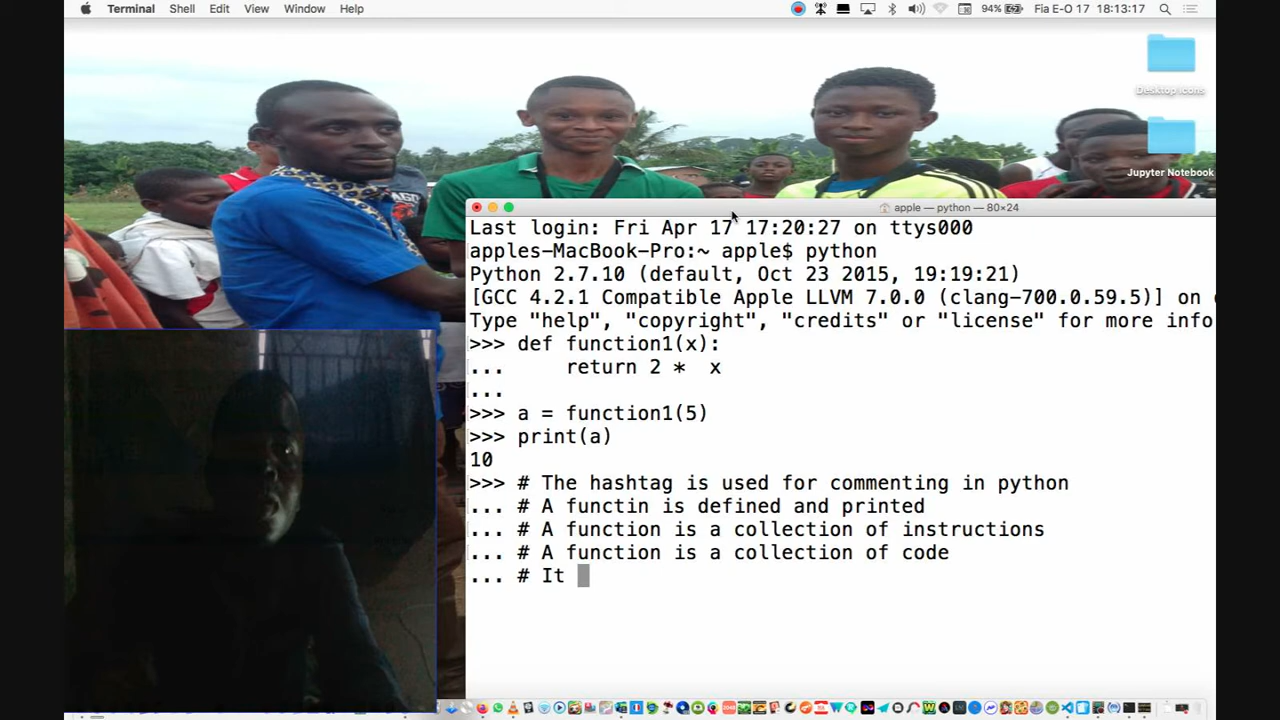 Terminal Shell Edit View Window Help 94% Fia E-O 17 18:13:17
Desktop icons
Jupyter Notebook
apple — python — 80×24
Last login: Fri Apr 17 17:20:27 on ttys000
apples-MacBook-Pro:~ apple$ python
Python 2.7.10 (default, Oct 23 2015, 19:19:21)
[GCC 4.2.1 Compatible Apple LLVM 7.0.0 (clang-700.0.59.5)] on
Type "help", "copyright", "credits" or "license" for more info
>>> def function1(x):
...     return 2 *  x
...
>>> a = function1(5)
>>> print(a)
10
>>> # The hashtag is used for commenting in python
... # A functin is defined and printed
... # A function is a collection of instructions
... # A function is a collection of code
... # It